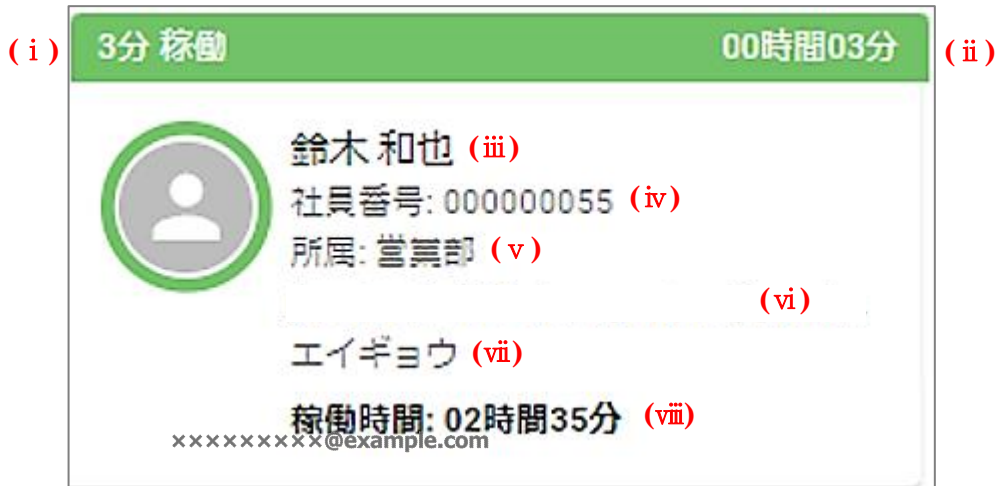 (ⅰ) 3分 稼働 00時間03分 (ⅱ)
鈴木 和也 (ⅲ)
社員番号: 000000055 (ⅳ)
所属: 営業部 (ⅴ)
(ⅵ)
エイギョウ (ⅶ)
稼働時間: 02時間35分 (ⅷ)
×××××××××@example.com